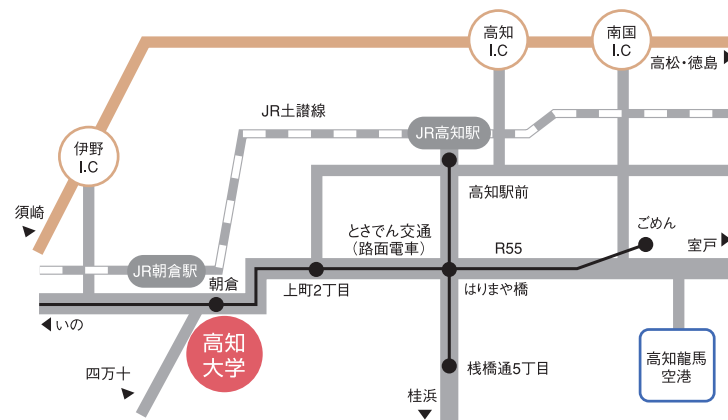 高知
I.C
南国
I.C
高松・徳島
JR土讃線
JR高知駅
伊野
I.C
高知駅前
須崎
とさでん交通
(路面電車)
ごめん
R55
室戸
JR朝倉駅
朝倉
上町2丁目
はりまや橋
いの
高知
大学
高知龍馬
空港
四万十
桟橋通5丁目
桂浜